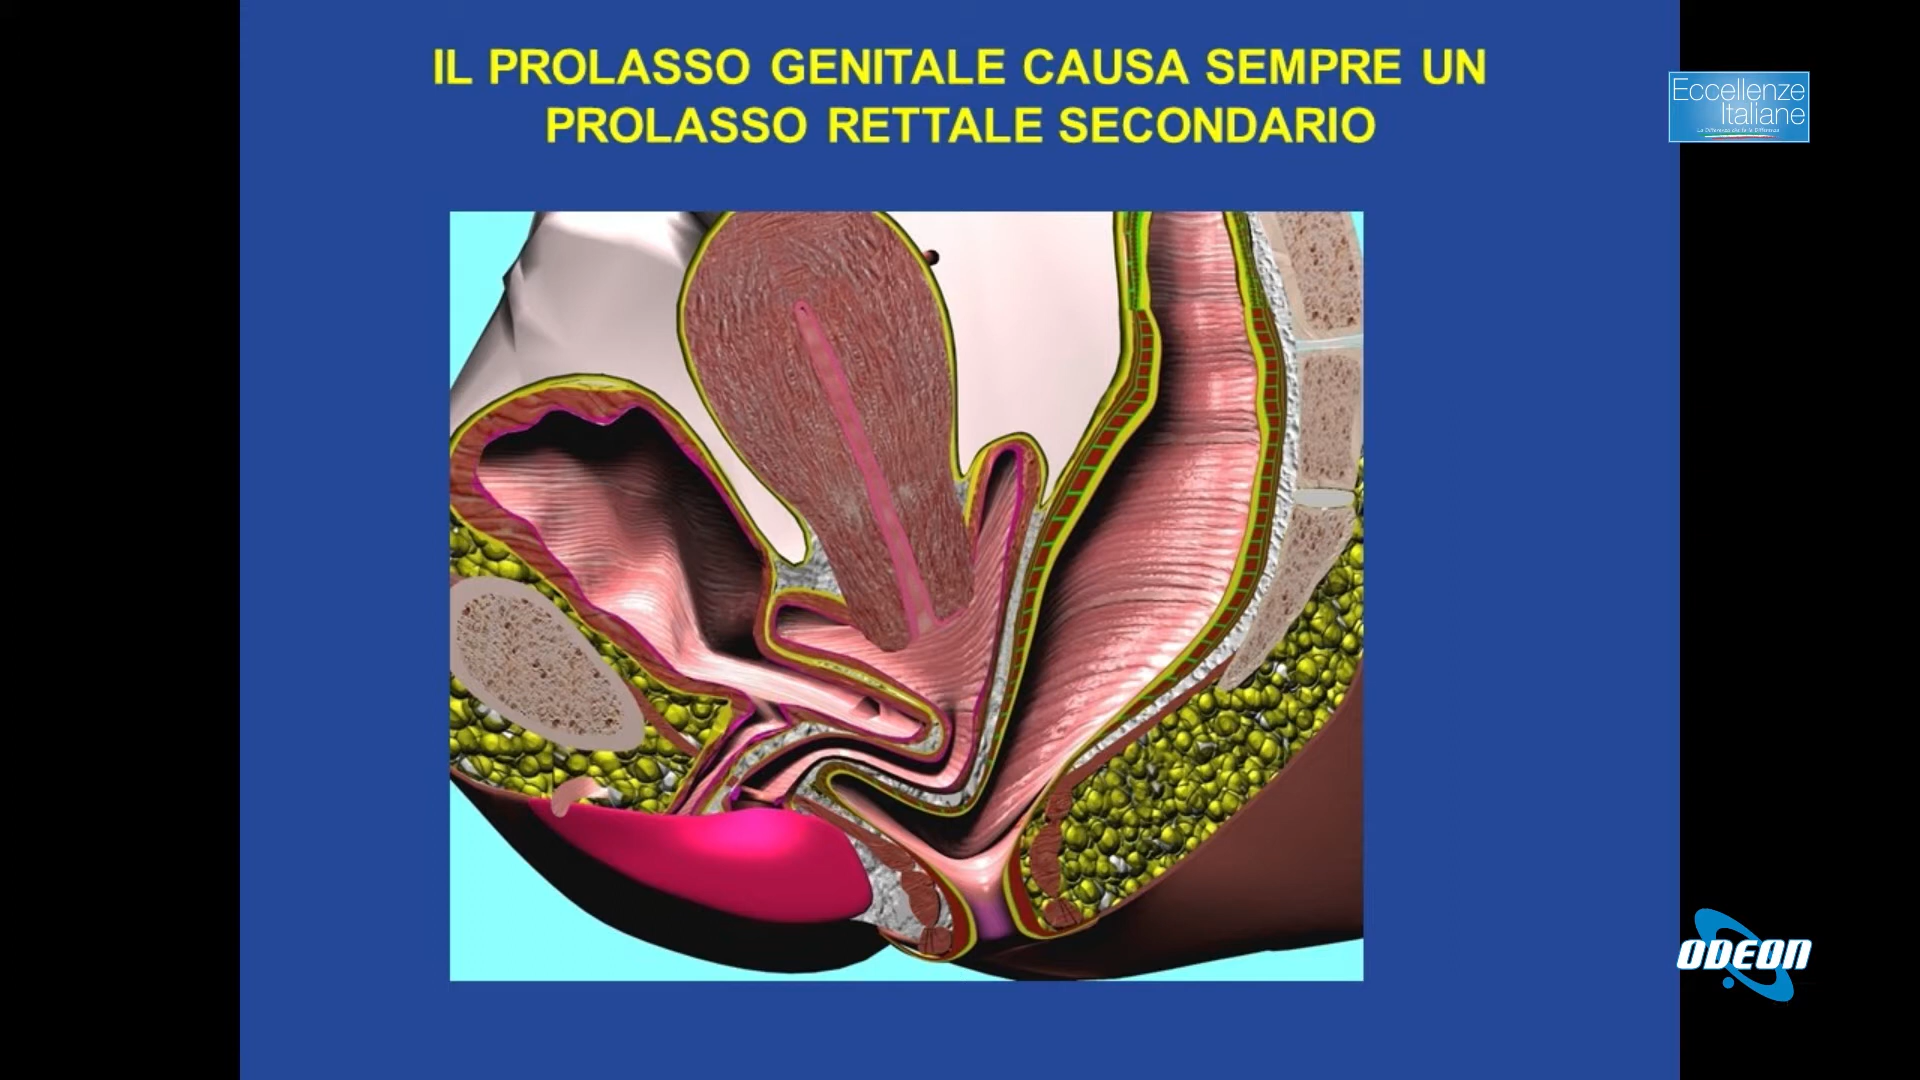 IL PROLASSO GENITALE CAUSA SEMPRE UN
PROLASSO RETTALE SECONDARIO
Eccellenze
Italiane
ODEON